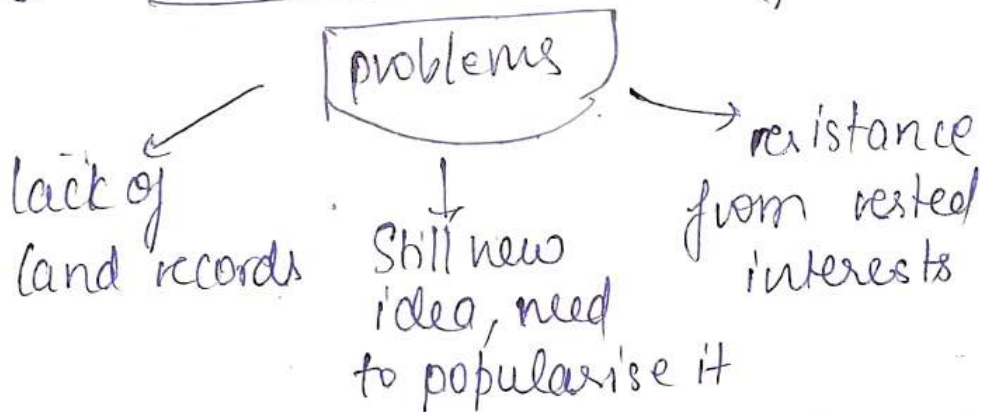 problems
lack of
land records
Still new
idea, need
to popularise it
resistance
from vested
interests